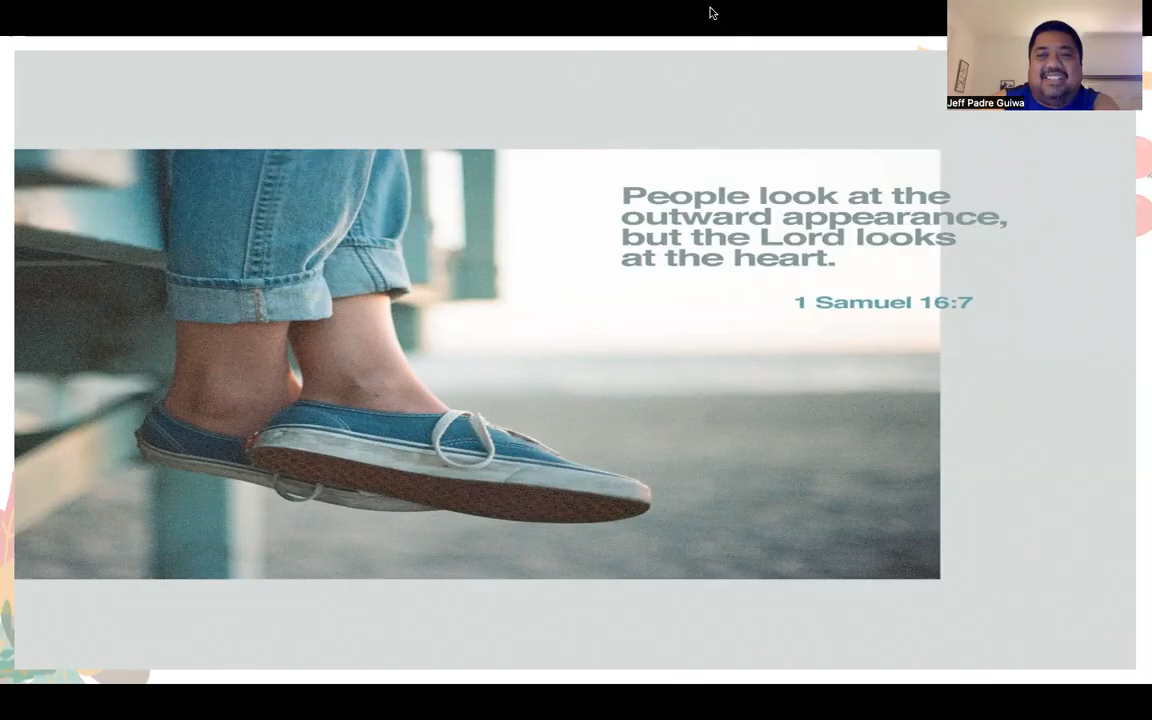 Jeff Padre Guiwa
People look at the
outward appearance,
but the Lord looks
at the heart.
1 Samuel 16:7